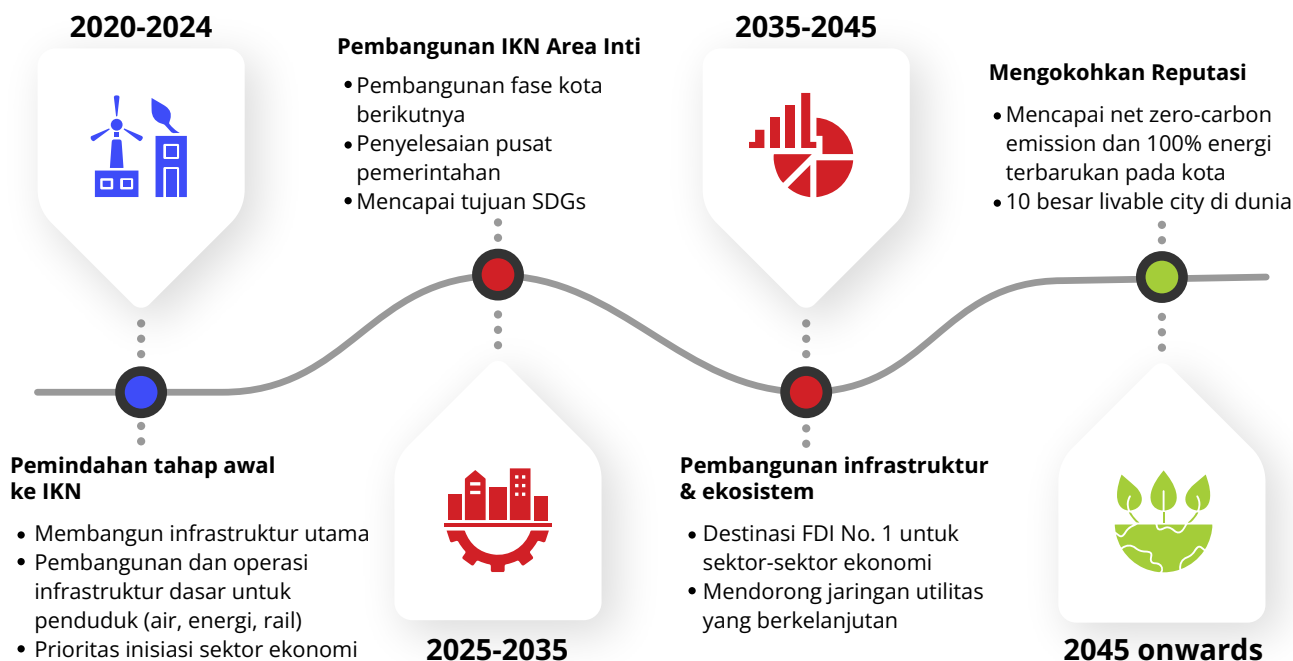 2020-2024
Pemindahan tahap awal
ke IKN
• Membangun infrastruktur utama
• Pembangunan dan operasi
infrastruktur dasar untuk
penduduk (air, energi, rail)
• Prioritas inisiasi sektor ekonomi
Pembangunan IKN Area Inti
• Pembangunan fase kota
berikutnya
• Penyelesaian pusat
pemerintahan
• Mencapai tujuan SDGs
2025-2035
2035-2045
Pembangunan infrastruktur
& ekosistem
• Destinasi FDI No. 1 untuk
sektor-sektor ekonomi
• Mendorong jaringan utilitas
yang berkelanjutan
Mengokohkan Reputasi
• Mencapai net zero-carbon
emission dan 100% energi
terbarukan pada kota
• 10 besar livable city di dunia
2045 onwards